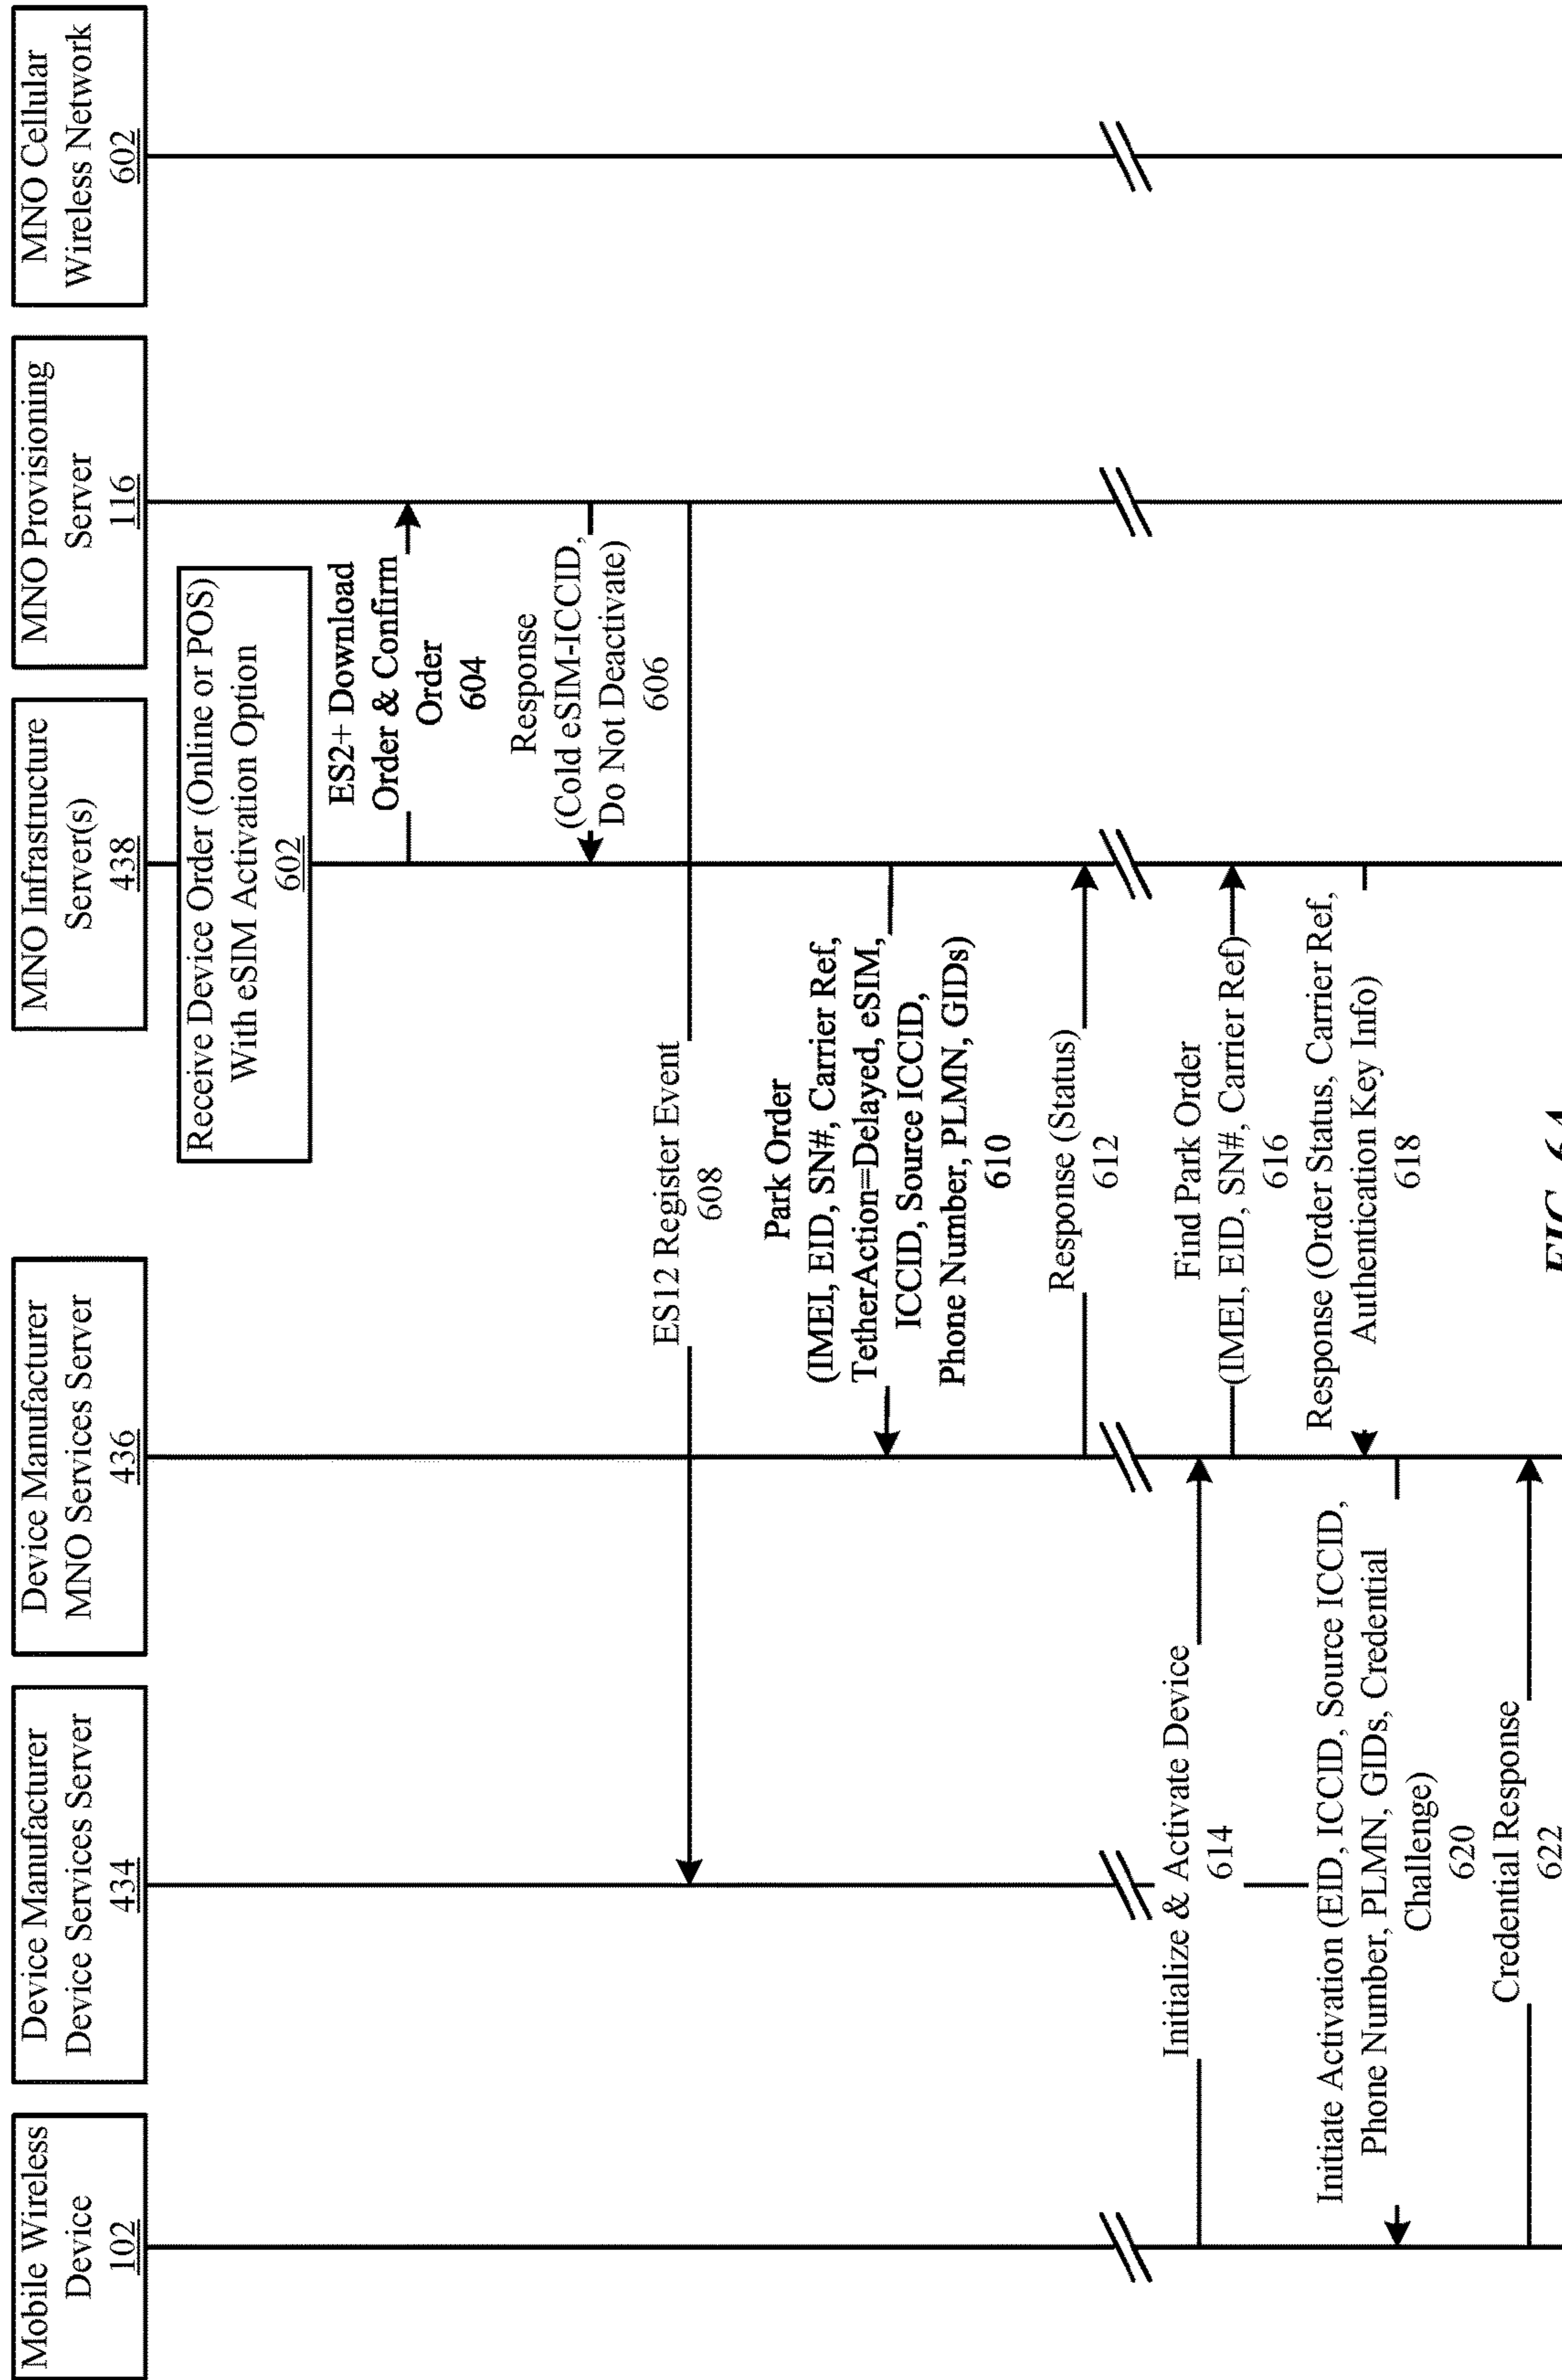 Mobile Wireless
Device
102
Device Manufacturer
Device Services Server
434
Device Manufacturer
MNO Services Server
436
MNO Infrastructure
Server(s)
438
MNO Provisioning
Server
116
MNO Cellular
Wireless Network
602
Receive Device Order (Online or POS)
With eSIM Activation Option
602
ES2+ Download
Order & Confirm
Order
604
Response
(Cold eSIM-ICCID,
Do Not Deactivate)
606
ES12 Register Event
608
Park Order
(IMEI, EID, SN#, Carrier Ref,
TetherAction=Delayed, eSIM,
ICCID, Source ICCID,
Phone Number, PLMN, GIDs)
610
Response (Status)
612
Initialize & Activate Device
614
Find Park Order
(IMEI, EID, SN#, Carrier Ref)
616
Response (Order Status, Carrier Ref,
Authentication Key Info)
618
Initiate Activation (EID, ICCID, Source ICCID,
Phone Number, PLMN, GIDs, Credential
Challenge)
620
Credential Response
622
FIG. 6A